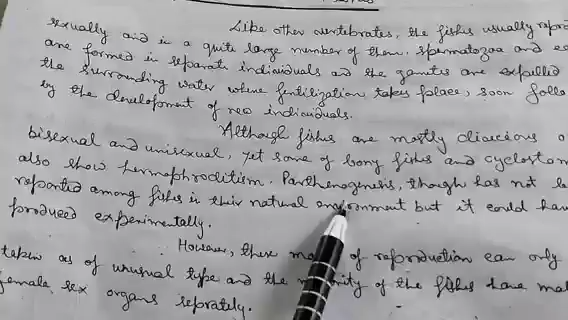 Like other vertebrates, the fishes usually repro
sexually and in a quite large number of them, spermatozoa and
are formed in separate individuals and the gametes are expelled
the surrounding water where fertilization takes place, soon follo
by the development of new individuals.
Although fishes are mostly dioecious o
bisexual and unisexual, yet some of bony fishes and cyclostom
also show hermophroditism. Parthenogenesis, though has not be
reported among fishes in their natural environment but it could hav
produced experimentally.
However, these of reproduction can only
taken as of unusual type and the of the fishes have mal
female sex organs seprately.